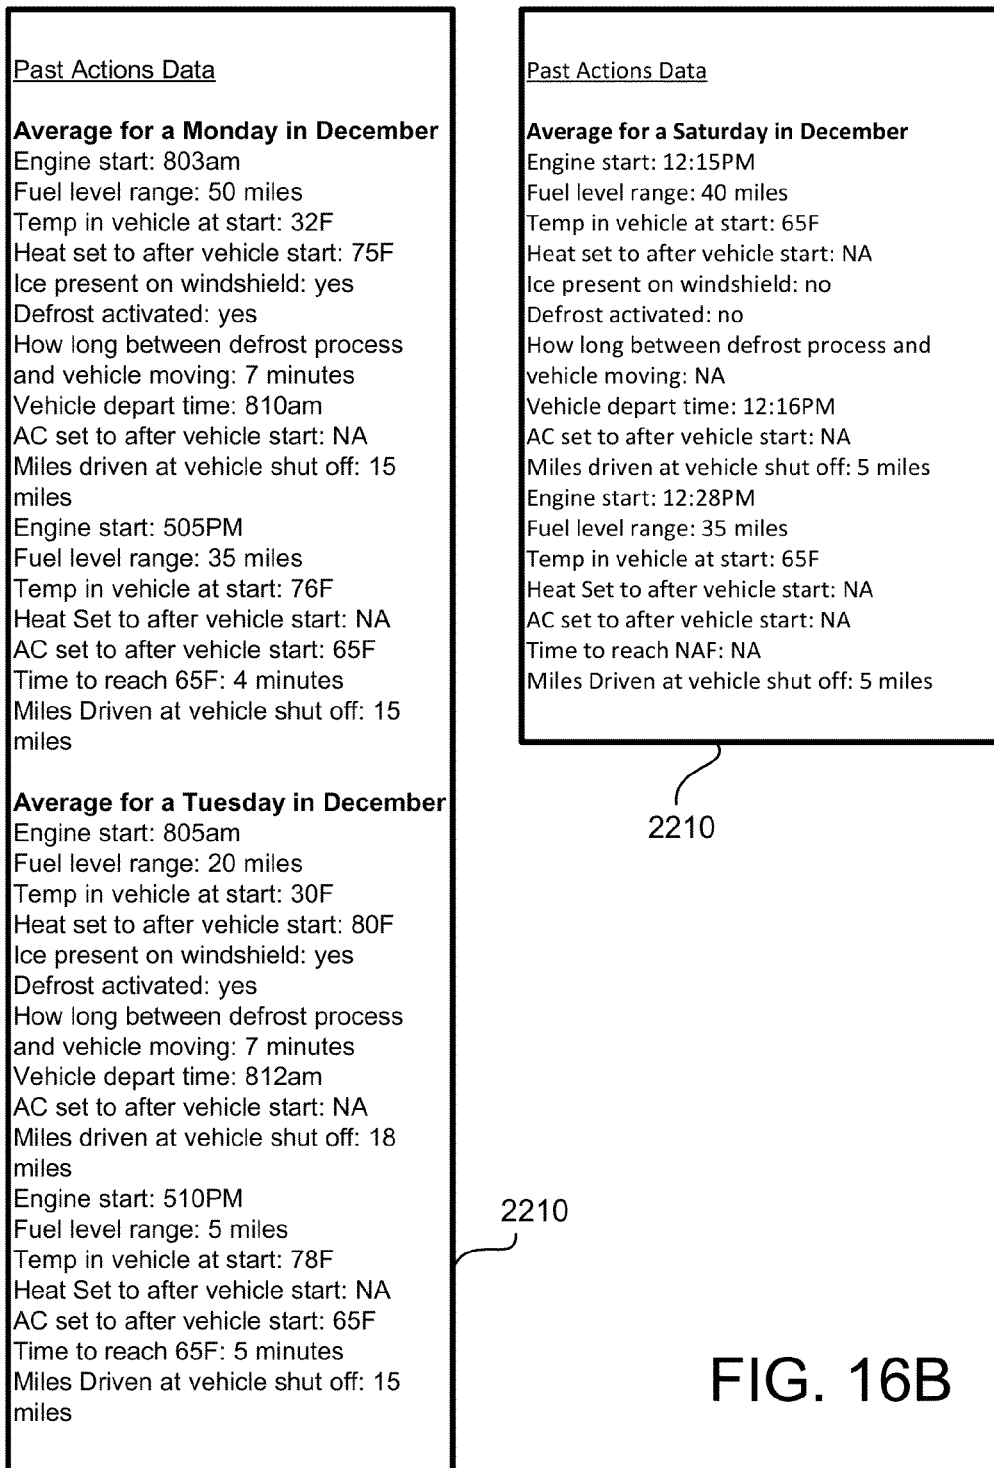 Past Actions Data
Average for a Monday in December
Engine start: 803am
Fuel level range: 50 miles
Temp in vehicle at start: 32F
Heat set to after vehicle start: 75F
Ice present on windshield: yes
Defrost activated: yes
How long between defrost process
and vehicle moving: 7 minutes
Vehicle depart time: 810am
AC set to after vehicle start: NA
Miles driven at vehicle shut off: 15
miles
Engine start: 505PM
Fuel level range: 35 miles
Temp in vehicle at start: 76F
Heat Set to after vehicle start: NA
AC set to after vehicle start: 65F
Time to reach 65F: 4 minutes
Miles Driven at vehicle shut off: 15
miles
Average for a Tuesday in December
Engine start: 805am
Fuel level range: 20 miles
Temp in vehicle at start: 30F
Heat set to after vehicle start: 80F
Ice present on windshield: yes
Defrost activated: yes
How long between defrost process
and vehicle moving: 7 minutes
Vehicle depart time: 812am
AC set to after vehicle start: NA
Miles driven at vehicle shut off: 18
miles
Engine start: 510PM
Fuel level range: 5 miles
Temp in vehicle at start: 78F
Heat Set to after vehicle start: NA
AC set to after vehicle start: 65F
Time to reach 65F: 5 minutes
Miles Driven at vehicle shut off: 15
miles
2210
Past Actions Data
Average for a Saturday in December
Engine start: 12:15PM
Fuel level range: 40 miles
Temp in vehicle at start: 65F
Heat set to after vehicle start: NA
Ice present on windshield: no
Defrost activated: no
How long between defrost process and
vehicle moving: NA
Vehicle depart time: 12:16PM
AC set to after vehicle start: NA
Miles driven at vehicle shut off: 5 miles
Engine start: 12:28PM
Fuel level range: 35 miles
Temp in vehicle at start: 65F
Heat Set to after vehicle start: NA
AC set to after vehicle start: NA
Time to reach NAF: NA
Miles Driven at vehicle shut off: 5 miles
2210
FIG. 16B